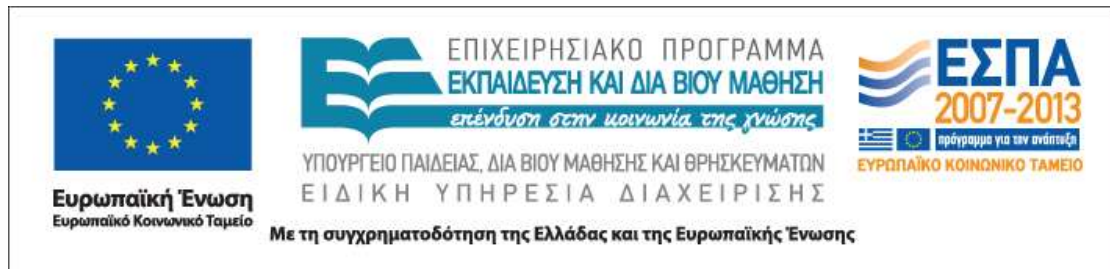 Ευρωπαϊκή Ένωση
Ευρωπαϊκό Κοινωνικό Ταμείο
ΕΠΙΧΕΙΡΗΣΙΑΚΟ ΠΡΟΓΡΑΜΜΑ
ΕΚΠΑΙΔΕΥΣΗ ΚΑΙ ΔΙΑ ΒΙΟΥ ΜΑΘΗΣΗ
επένδυση στην κοινωνία της γνώσης
ΥΠΟΥΡΓΕΙΟ ΠΑΙΔΕΙΑΣ, ΔΙΑ ΒΙΟΥ ΜΑΘΗΣΗΣ ΚΑΙ ΘΡΗΣΚΕΥΜΑΤΩΝ
ΕΙΔΙΚΗ ΥΠΗΡΕΣΙΑ ΔΙΑΧΕΙΡΙΣΗΣ
Με τη συγχρηματοδότηση της Ελλάδας και της Ευρωπαϊκής Ένωσης
ΕΣΠΑ
2007-2013
πρόγραμμα για την ανάπτυξη
ΕΥΡΩΠΑΪΚΟ ΚΟΙΝΩΝΙΚΟ ΤΑΜΕΙΟ